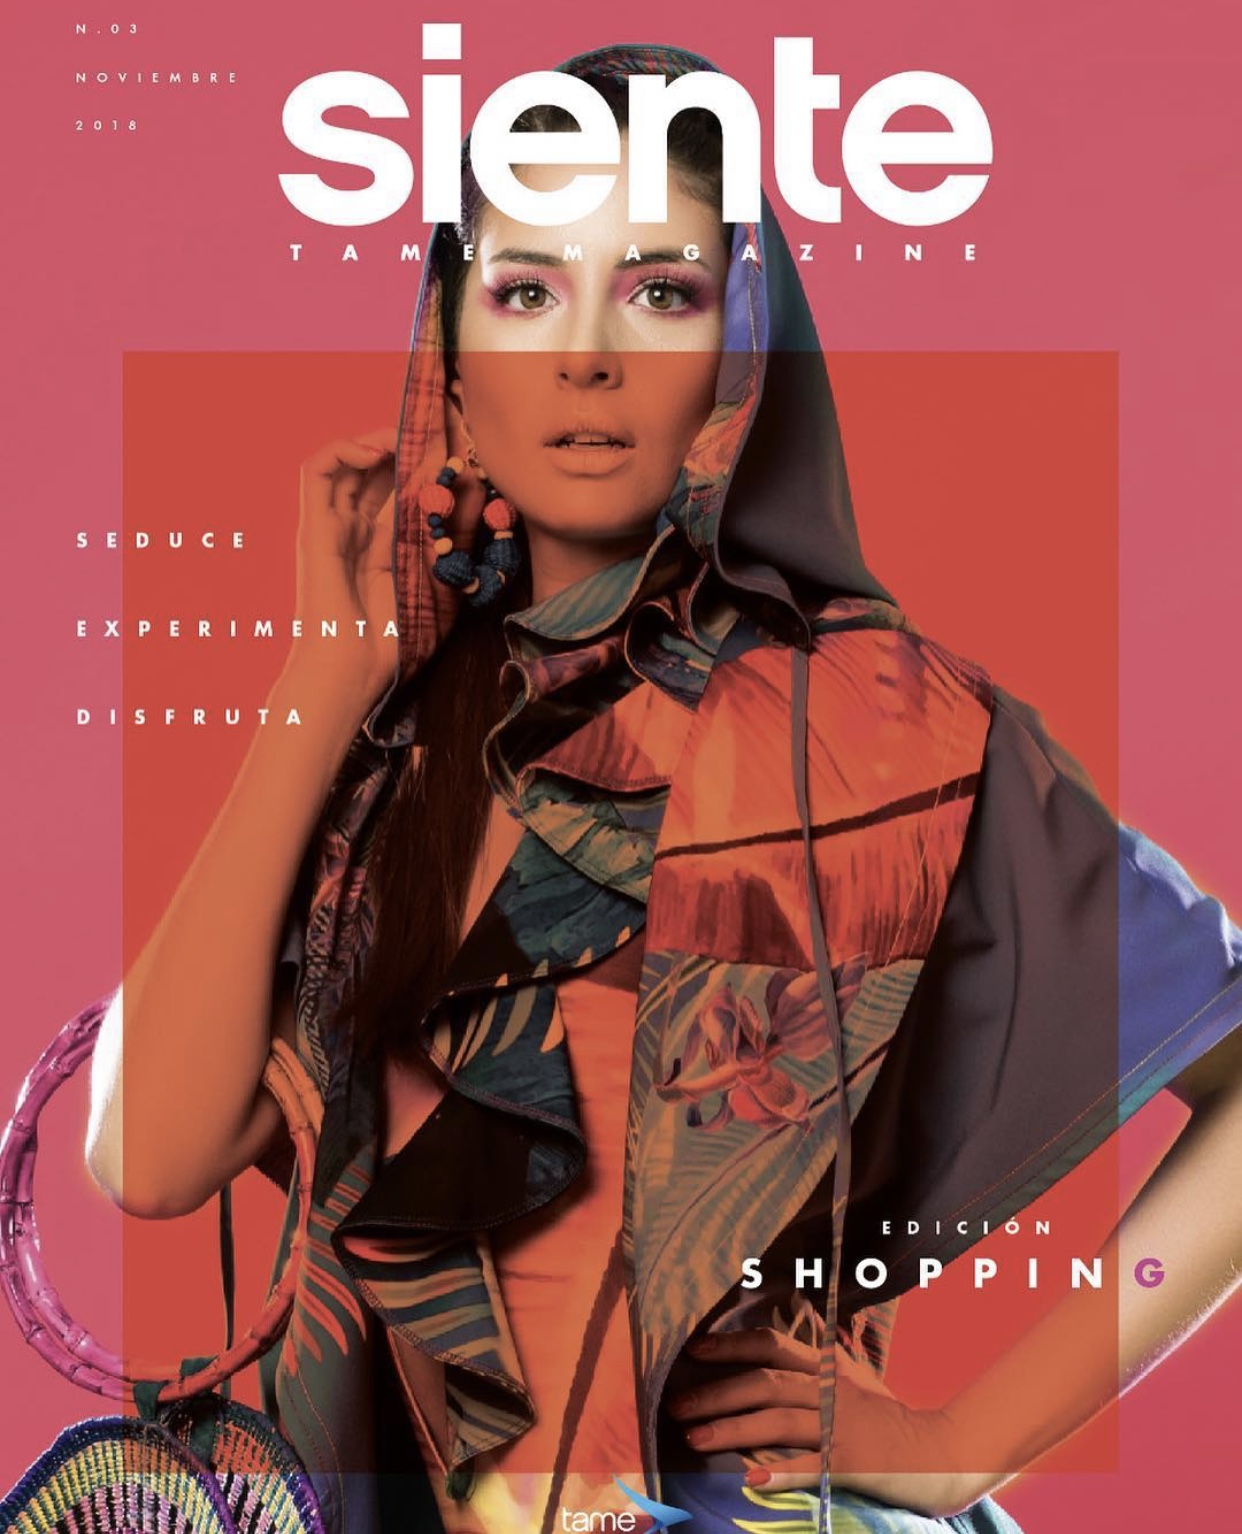 N.03
NOVIEMBRE
2018
siente
TAME MAGAZINE
SEDUCE
EXPERIMENTA
DISFRUTA
EDICIÓN
SHOPPING
tame